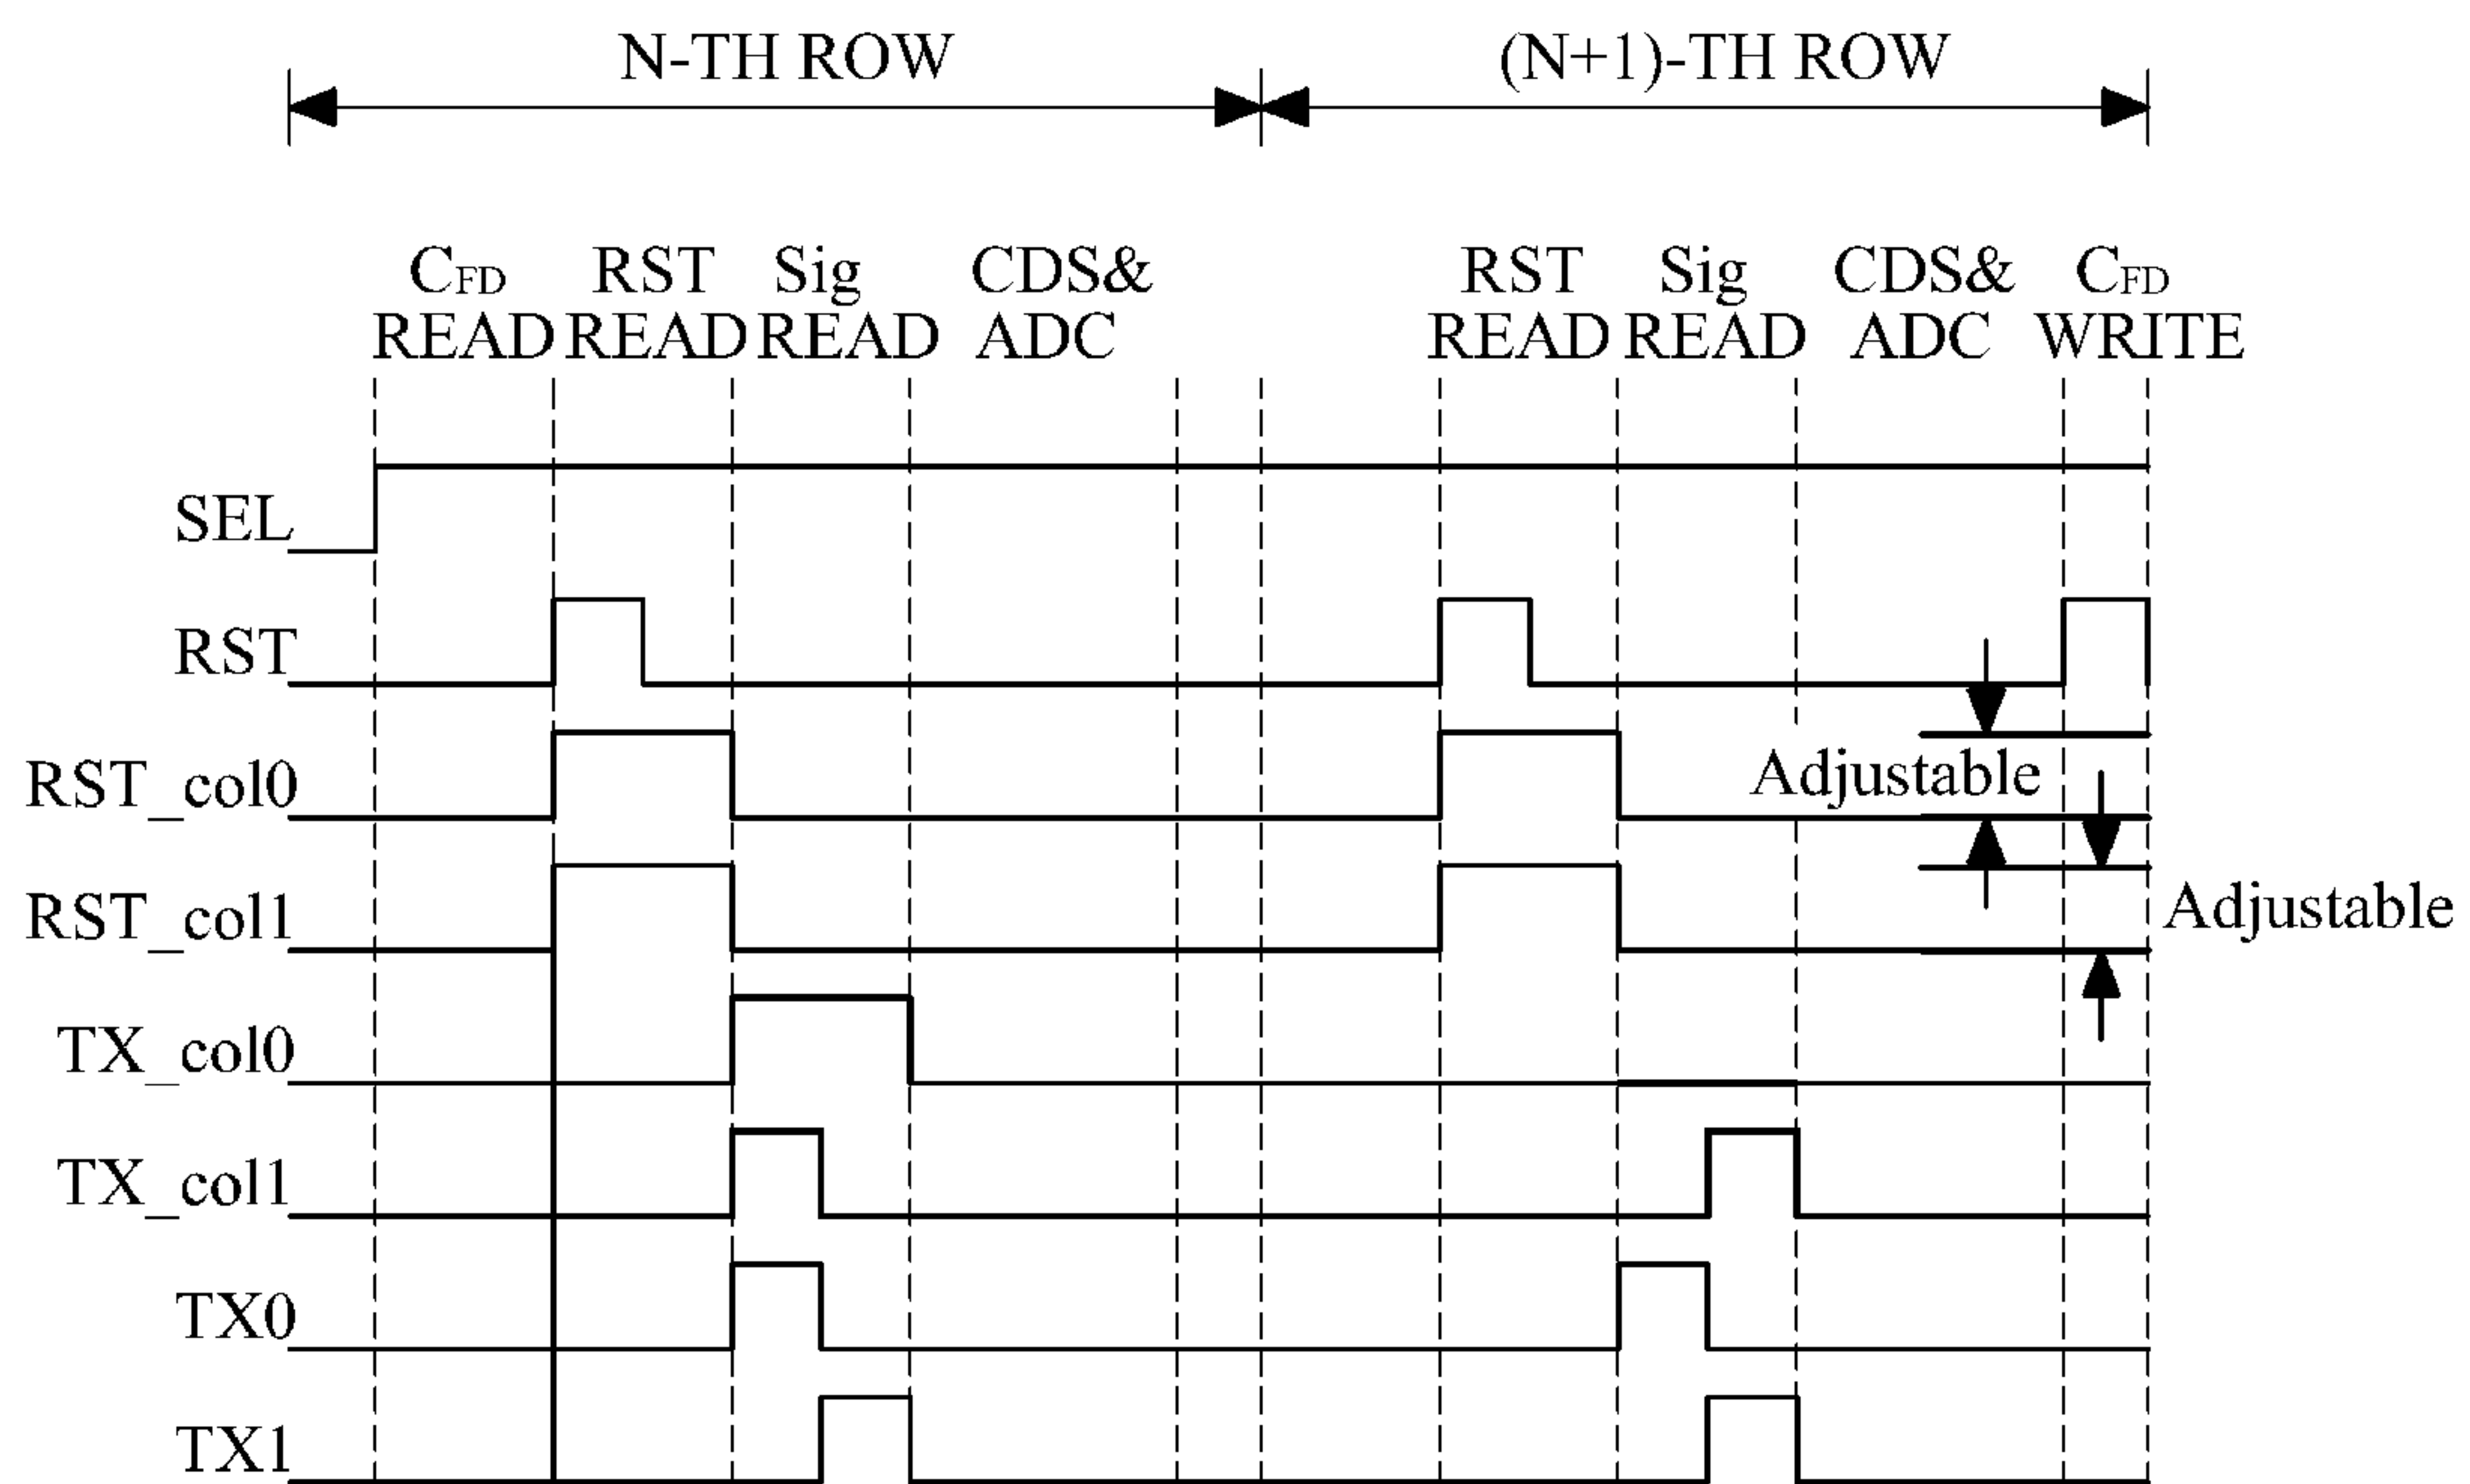 N-TH ROW (N+1)-TH ROW
CFD RST Sig CDS& RST Sig CDS& CFD
READ READ READ ADC READ READ ADC WRITE
SEL
RST
RST_col0 Adjustable
RST_col1 Adjustable
TX_col0
TX_col1
TX0
TX1